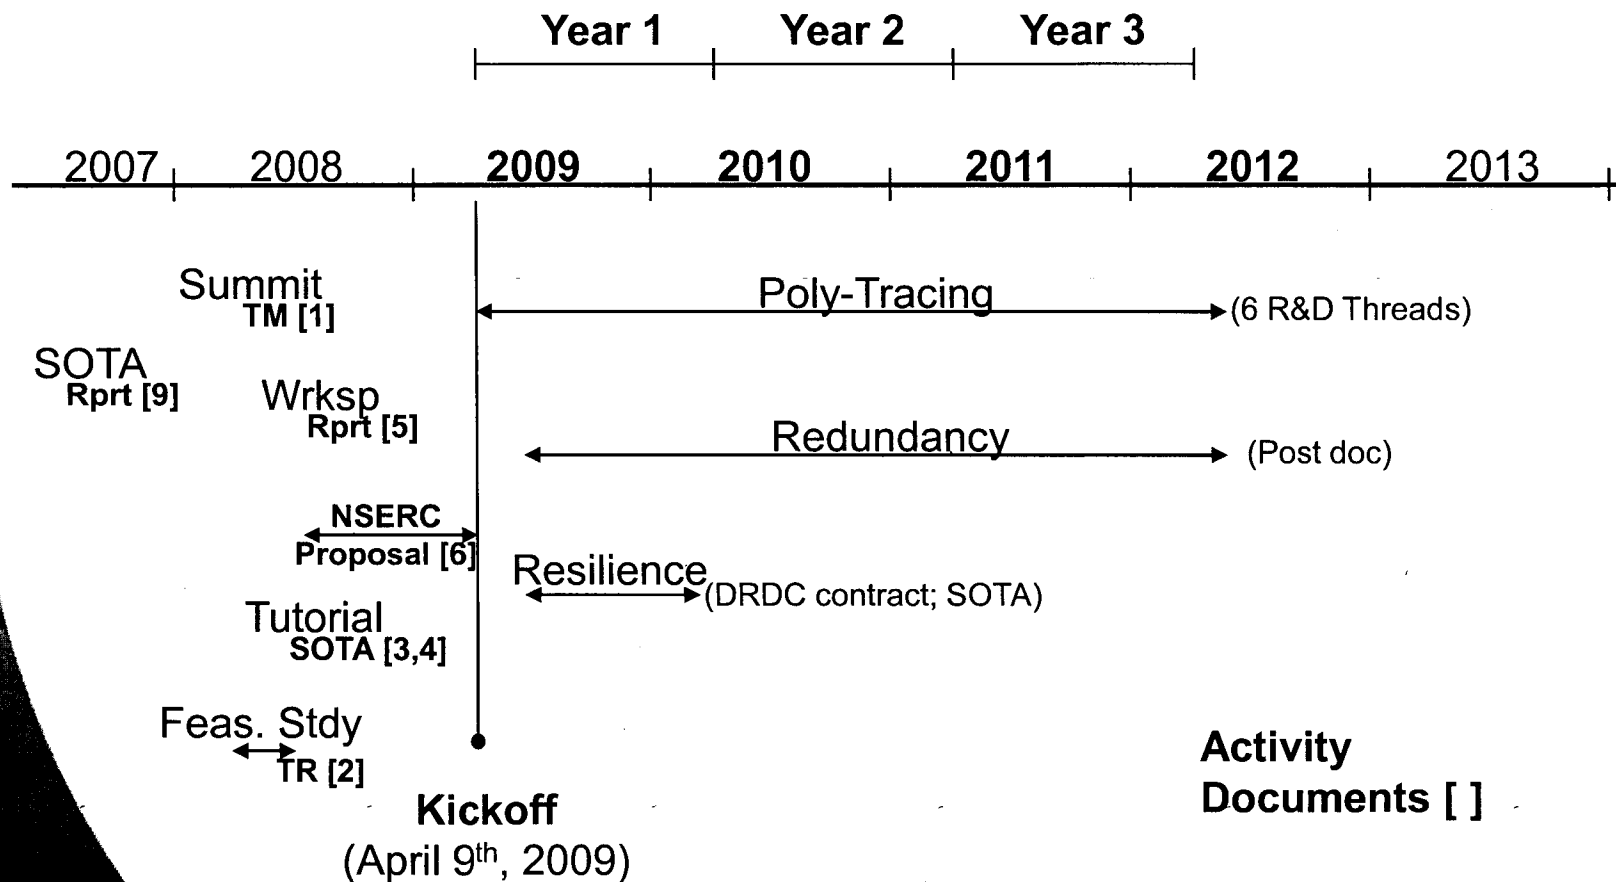 Year 1 Year 2 Year 3
2007 2008 2009 2010 2011 2012 2013
Summit
TM [1]
Poly-Tracing
(6 R&D Threads)
SOTA
Rprt [9]
Wrksp
Rprt [5]
Redundancy
(Post doc)
NSERC
Proposal [6]
Resilience
(DRDC contract; SOTA)
Tutorial
SOTA [3,4]
Feas. Stdy
TR [2]
Activity
Documents [ ]
Kickoff
(April 9th, 2009)